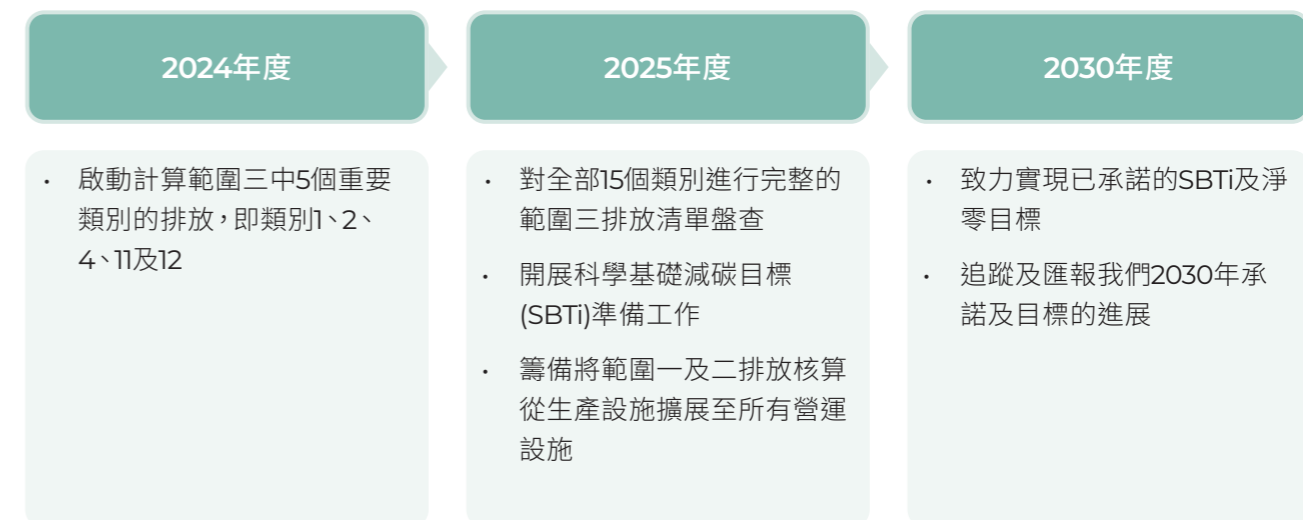 2024年度
• 啟動計算範圍三中5個重要
類別的排放，即類別1、2、
4、11及12
2025年度
• 對全部15個類別進行完整的
範圍三排放清單盤查
• 開展科學基礎減碳目標
(SBTi)準備工作
• 籌備將範圍一及二排放核算
從生產設施擴展至所有營運
設施
2030年度
• 致力實現已承諾的SBTi及淨
零目標
• 追蹤及匯報我們2030年承
諾及目標的進展